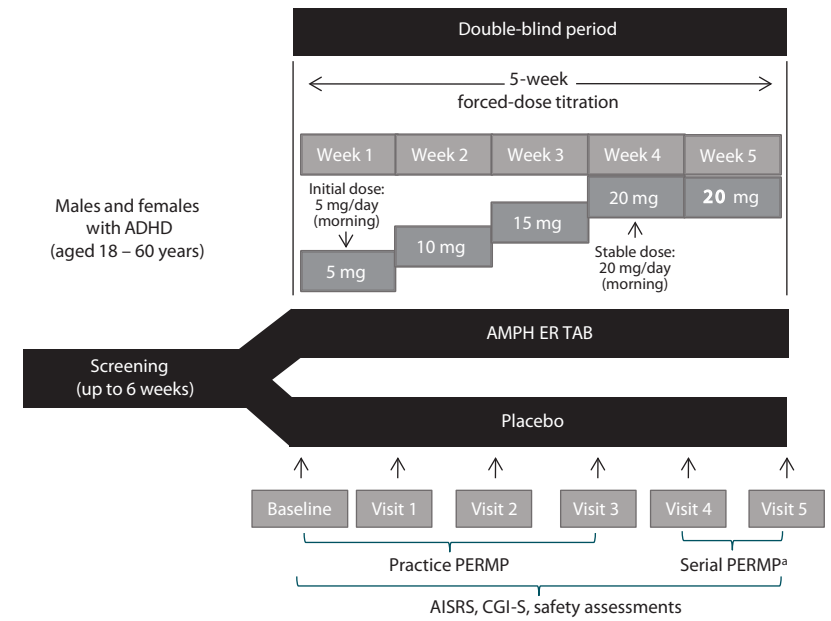 Double-blind period
5-week
forced-dose titration
Week 1
Week 2
Week 3
Week 4
Week 5
Males and females
with ADHD
(aged 18 – 60 years)
Initial dose:
5 mg/day
(morning)
5 mg
10 mg
15 mg
20 mg
20 mg
Stable dose:
20 mg/day
(morning)
AMPH ER TAB
Screening
(up to 6 weeks)
Placebo
Baseline
Visit 1
Visit 2
Visit 3
Visit 4
Visit 5
Practice PERMP
Serial PERMPᵃ
AISRS, CGI-S, safety assessments